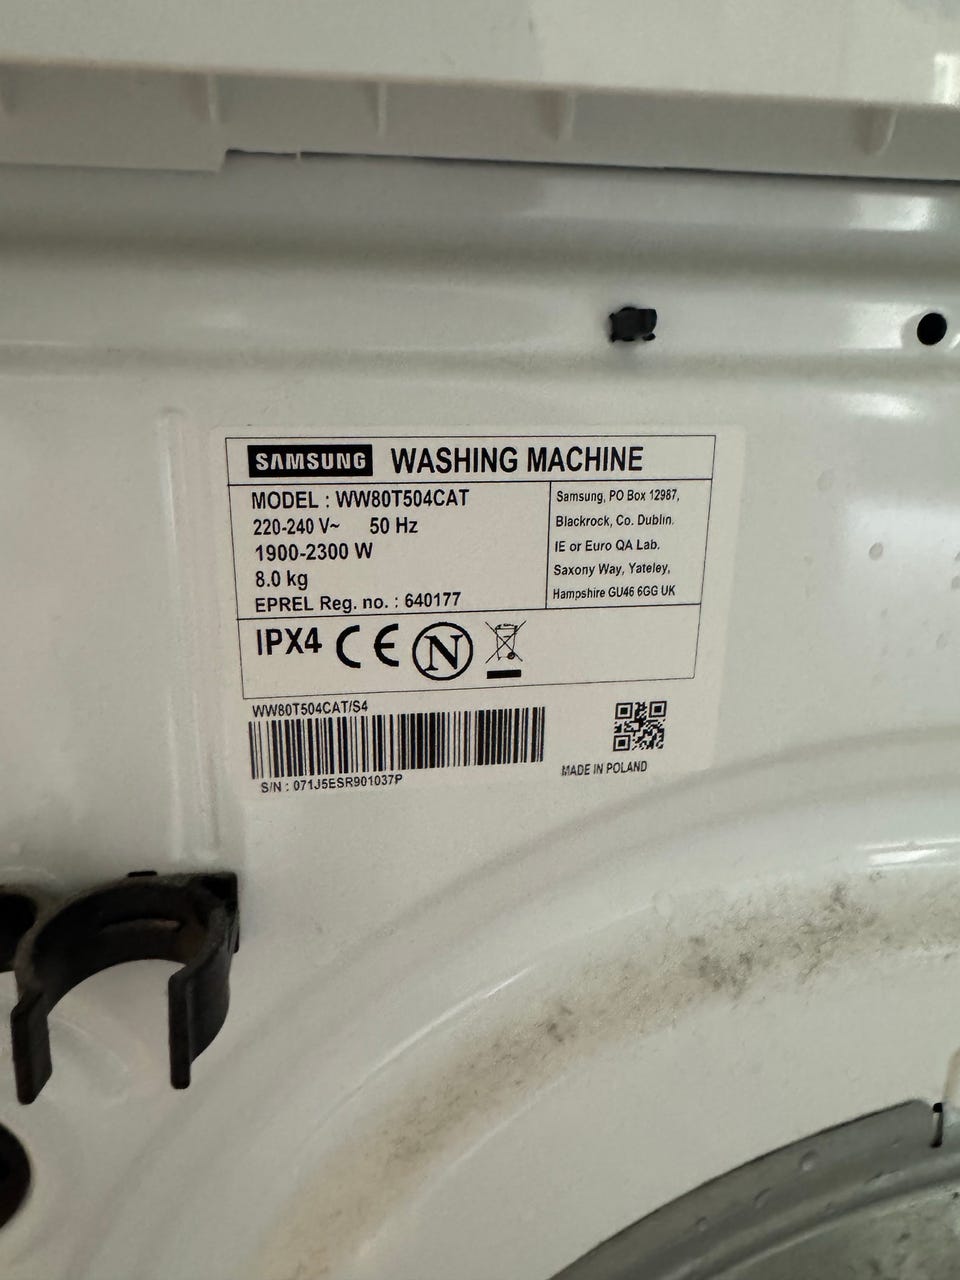 SAMSUNG WASHING MACHINE
MODEL : WW80T504CAT
220-240 V~ 50 Hz
1900-2300 W
8.0 kg
EPREL Reg. no. : 640177
Samsung, PO Box 12987,
Blackrock, Co. Dublin.
IE or Euro QA Lab.
Saxony Way, Yateley,
Hampshire GU46 6GG UK
IPX4 CE N
WW80T504CAT/S4
S/N : 071J5ESR901037P
MADE IN POLAND